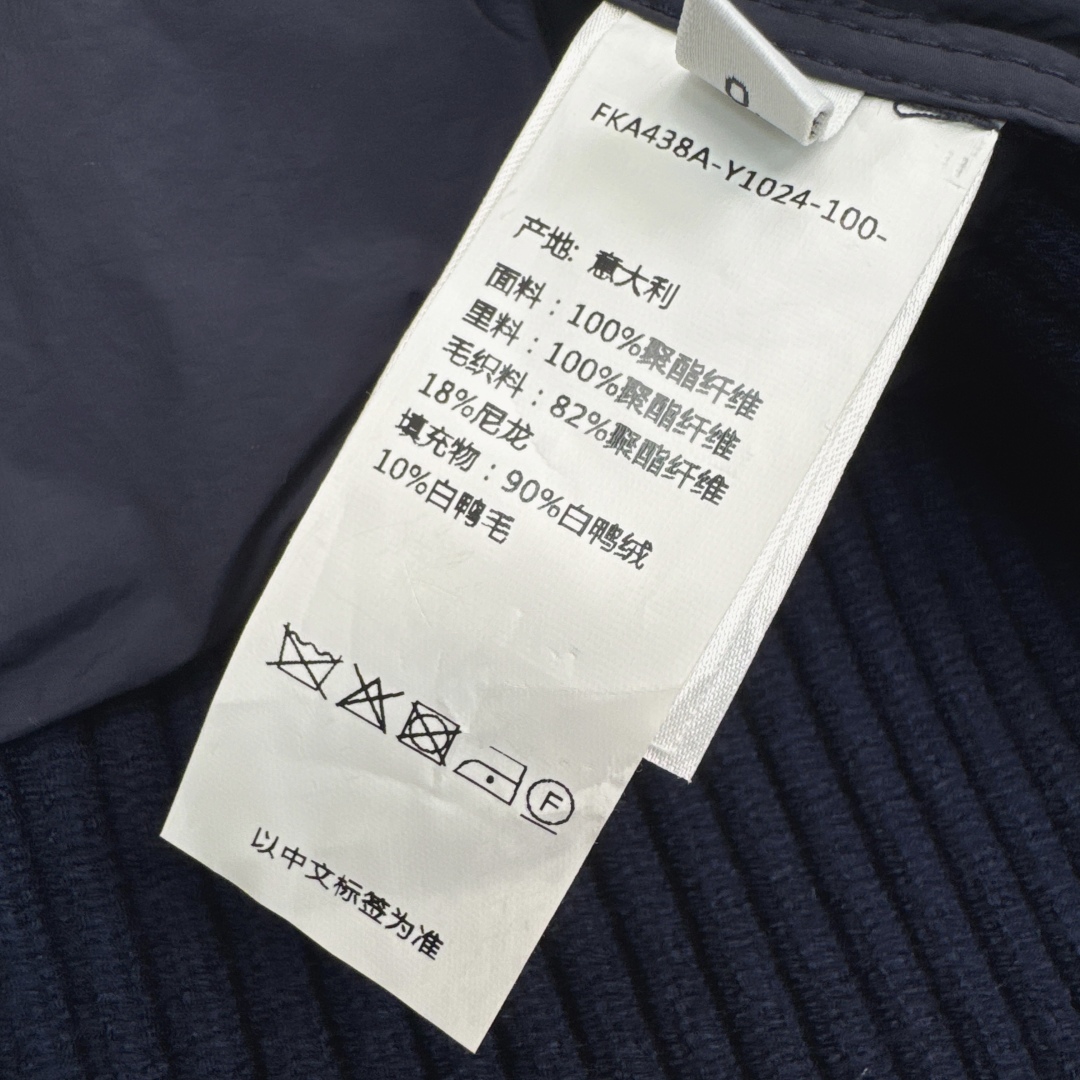 0
FKA438A-Y1024-100-
产地: 意大利
面料：100%聚酯纤维
里料：100%聚酯纤维
毛织料：82%聚酯纤维
18%尼龙
填充物：90%白鸭绒
10%白鸭毛
F
以中文标签为准